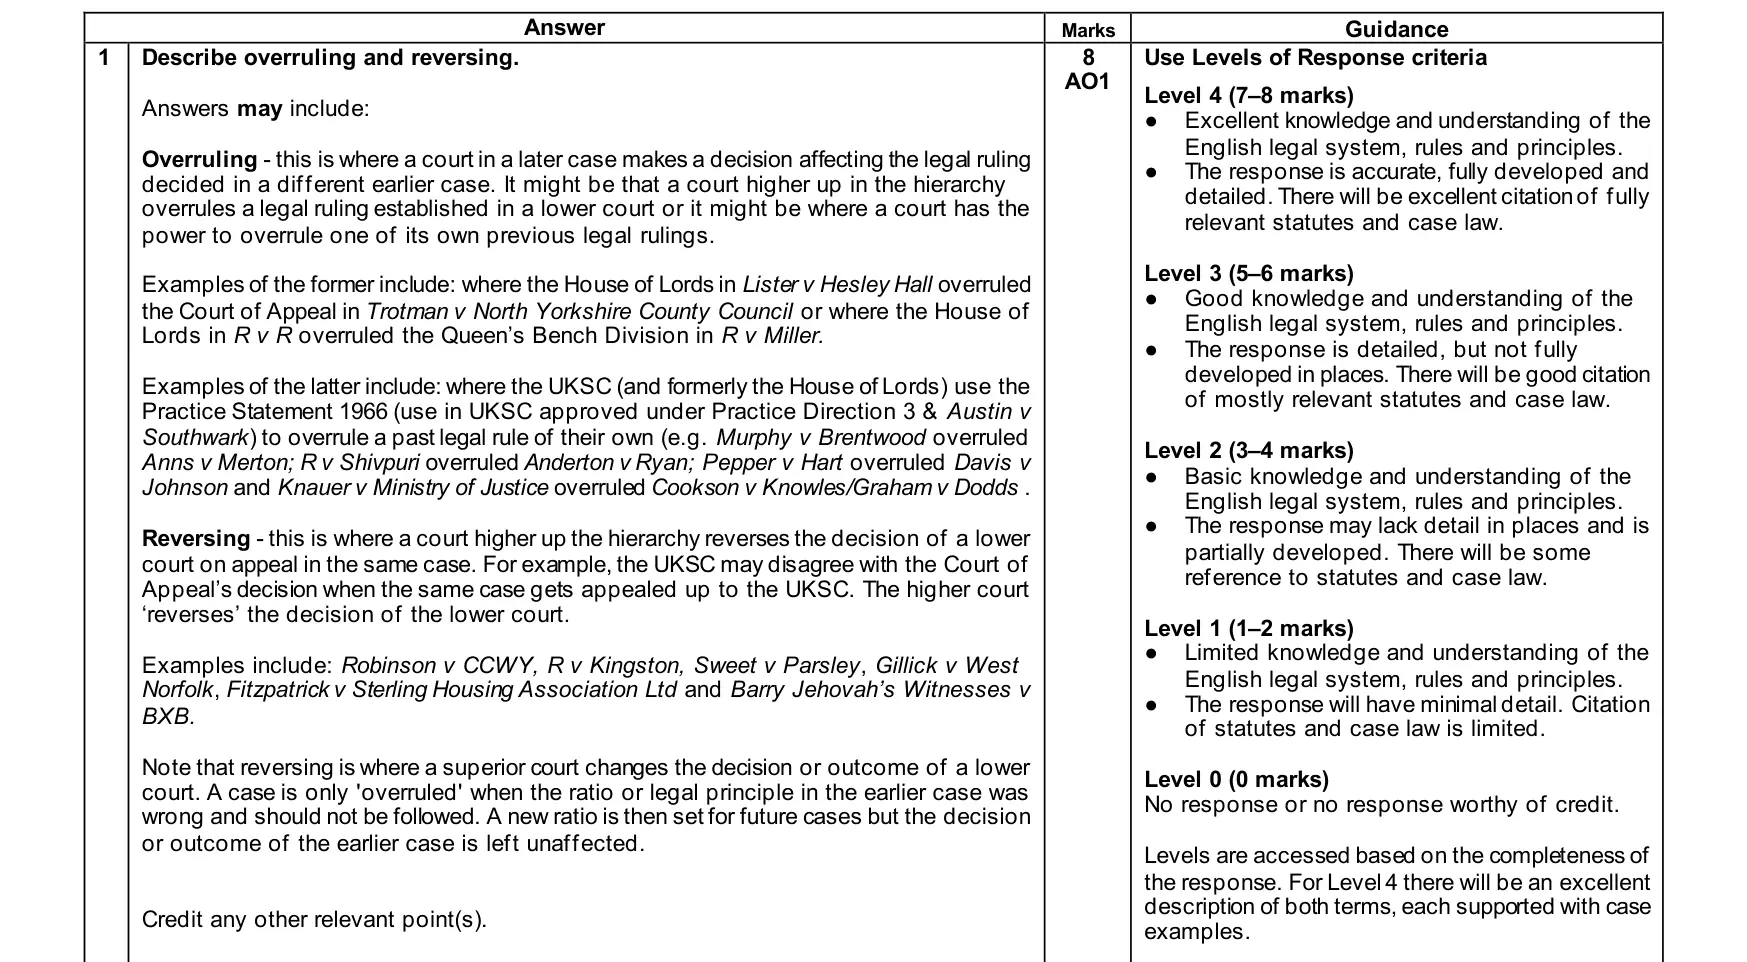 Answer
Marks
Guidance
1
Describe overruling and reversing.
Answers may include:
Overruling - this is where a court in a later case makes a decision affecting the legal ruling
decided in a different earlier case. It might be that a court higher up in the hierarchy
overrules a legal ruling established in a lower court or it might be where a court has the
power to overrule one of its own previous legal rulings.
Examples of the former include: where the House of Lords in Lister v Hesley Hall overruled
the Court of Appeal in Trotman v North Yorkshire County Council or where the House of
Lords in R v R overruled the Queen’s Bench Division in R v Miller.
Examples of the latter include: where the UKSC (and formerly the House of Lords) use the
Practice Statement 1966 (use in UKSC approved under Practice Direction 3 & Austin v
Southwark) to overrule a past legal rule of their own (e.g. Murphy v Brentwood overruled
Anns v Merton; R v Shivpuri overruled Anderton v Ryan; Pepper v Hart overruled Davis v
Johnson and Knauer v Ministry of Justice overruled Cookson v Knowles/Graham v Dodds .
Reversing - this is where a court higher up the hierarchy reverses the decision of a lower
court on appeal in the same case. For example, the UKSC may disagree with the Court of
Appeal’s decision when the same case gets appealed up to the UKSC. The higher court
‘reverses’ the decision of the lower court.
Examples include: Robinson v CCWY, R v Kingston, Sweet v Parsley, Gillick v West
Norfolk, Fitzpatrick v Sterling Housing Association Ltd and Barry Jehovah’s Witnesses v
BXB.
Note that reversing is where a superior court changes the decision or outcome of a lower
court. A case is only 'overruled' when the ratio or legal principle in the earlier case was
wrong and should not be followed. A new ratio is then set for future cases but the decision
or outcome of the earlier case is left unaffected.
Credit any other relevant point(s).
8
AO1
Use Levels of Response criteria
Level 4 (7–8 marks)
● Excellent knowledge and understanding of the
English legal system, rules and principles.
● The response is accurate, fully developed and
detailed. There will be excellent citation of fully
relevant statutes and case law.
Level 3 (5–6 marks)
● Good knowledge and understanding of the
English legal system, rules and principles.
● The response is detailed, but not fully
developed in places. There will be good citation
of mostly relevant statutes and case law.
Level 2 (3–4 marks)
● Basic knowledge and understanding of the
English legal system, rules and principles.
● The response may lack detail in places and is
partially developed. There will be some
reference to statutes and case law.
Level 1 (1–2 marks)
● Limited knowledge and understanding of the
English legal system, rules and principles.
● The response will have minimal detail. Citation
of statutes and case law is limited.
Level 0 (0 marks)
No response or no response worthy of credit.
Levels are accessed based on the completeness of
the response. For Level 4 there will be an excellent
description of both terms, each supported with case
examples.